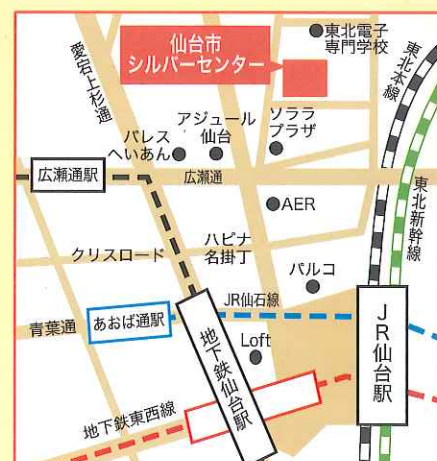 東北電子
専門学校
仙台市
シルバーセンター
愛宕上杉通
東北本線
アジュール
仙台
ソララ
プラザ
パレス
へいあん
広瀬通駅
広瀬通
東北新幹線
AER
ハピナ
名掛丁
クリスロード
パルコ
JR仙石線
あおば通駅
青葉通
地下鉄仙台駅
JR仙台駅
Loft
地下鉄東西線